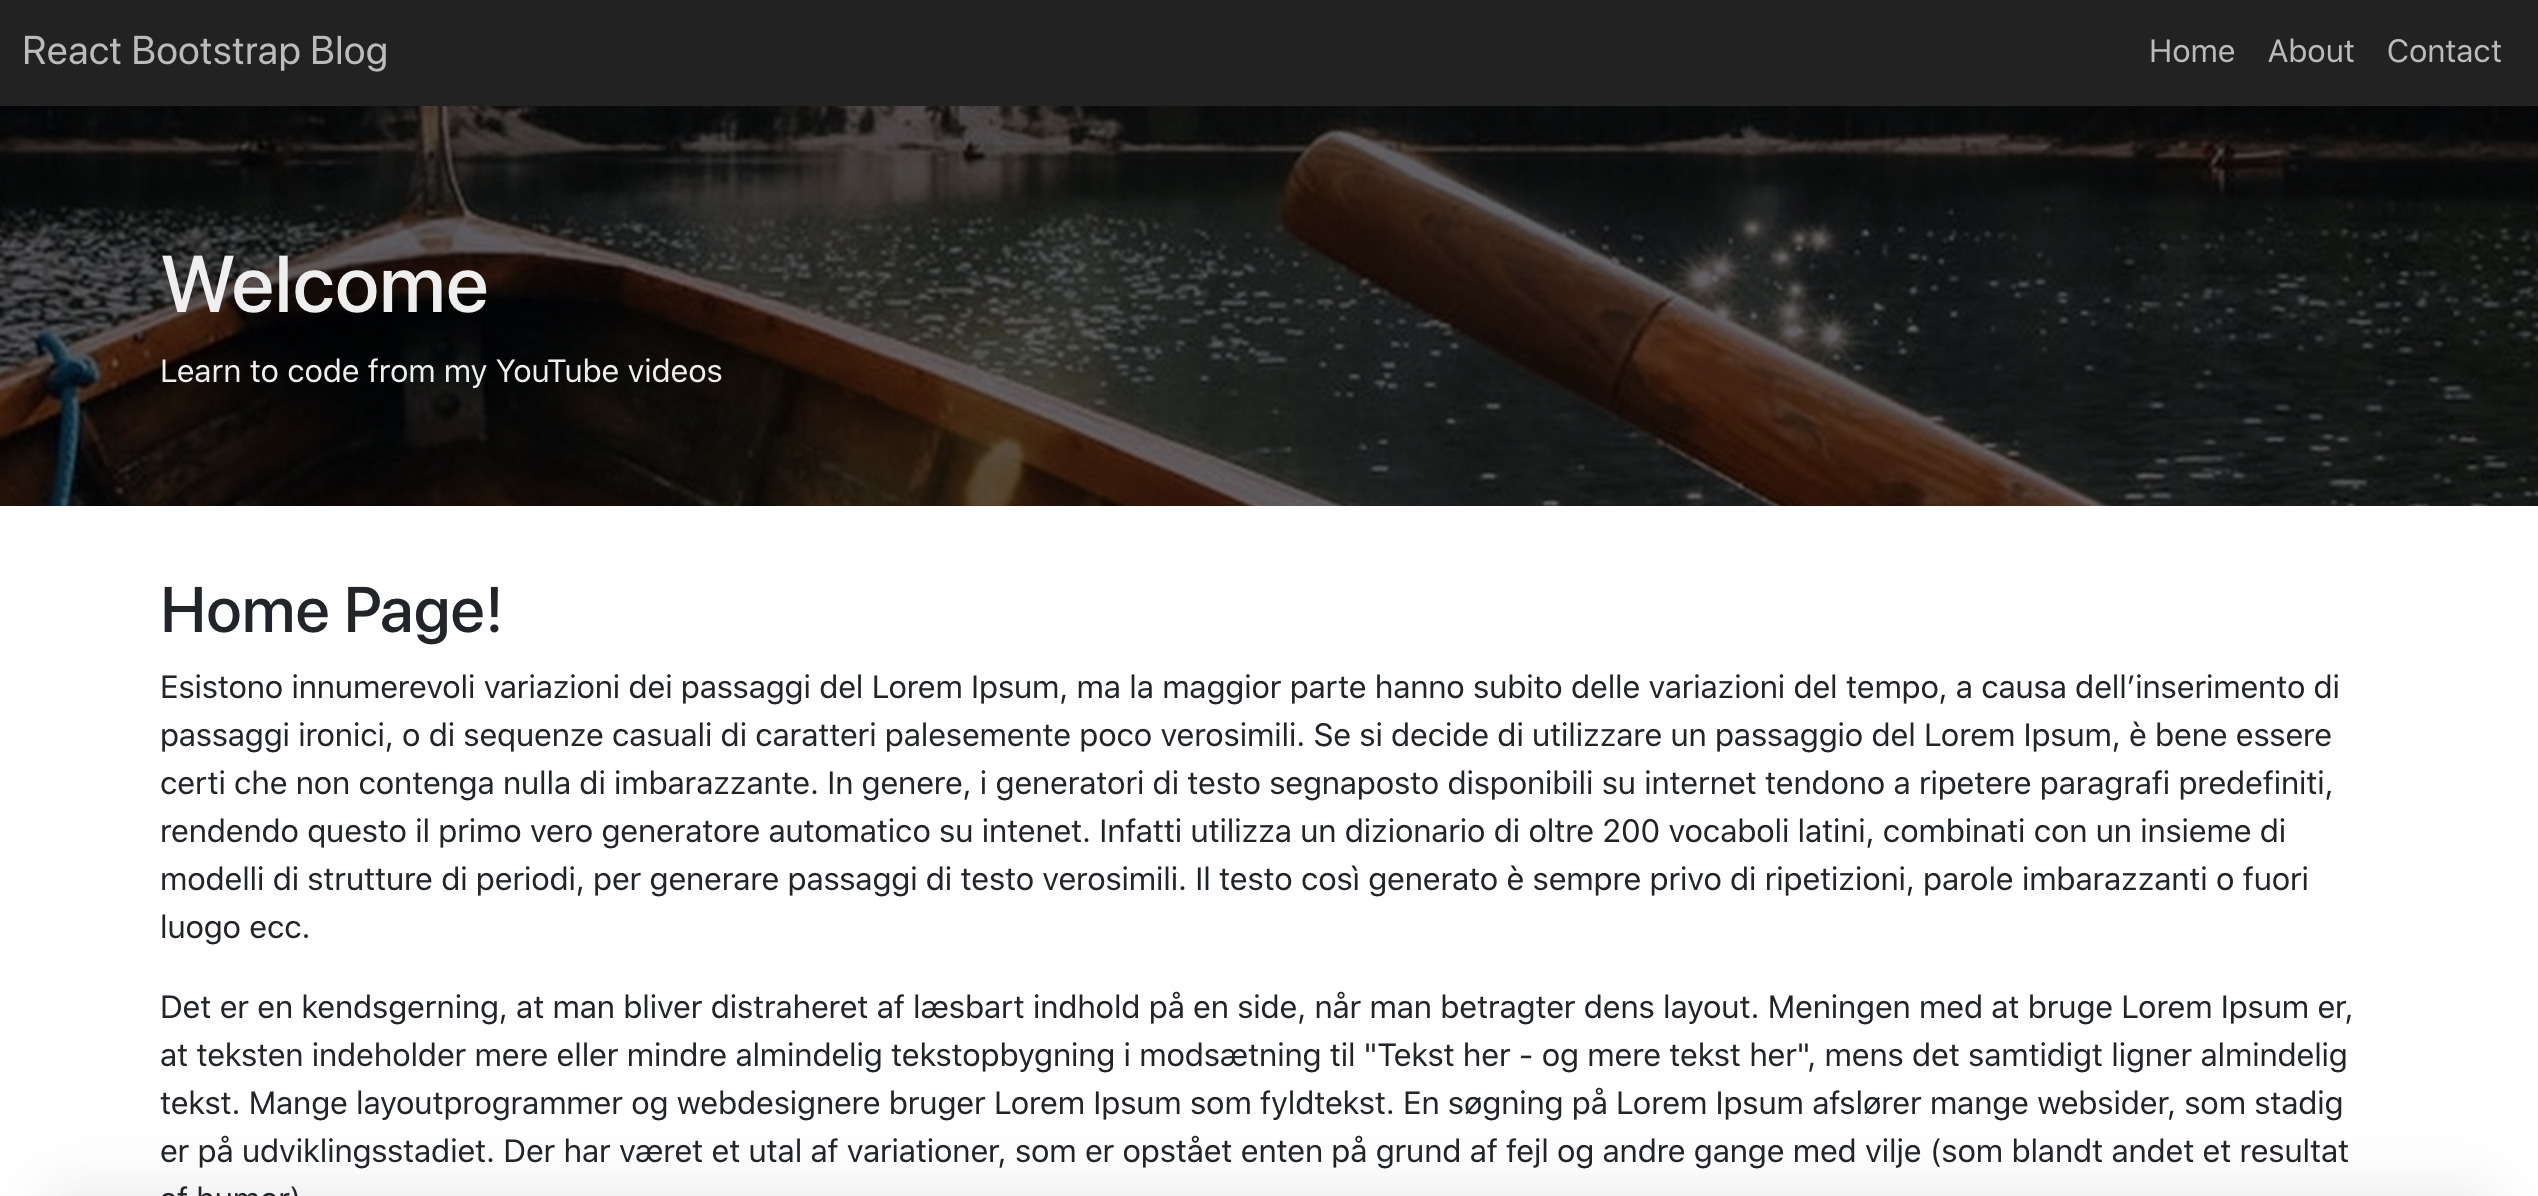 React Bootstrap Blog
Home About Contact
Welcome
Learn to code from my YouTube videos
Home Page!
Esistono innumerevoli variazioni dei passaggi del Lorem Ipsum, ma la maggior parte hanno subito delle variazioni del tempo, a causa dell’inserimento di
passaggi ironici, o di sequenze casuali di caratteri palesemente poco verosimili. Se si decide di utilizzare un passaggio del Lorem Ipsum, è bene essere
certi che non contenga nulla di imbarazzante. In genere, i generatori di testo segnaposto disponibili su internet tendono a ripetere paragrafi predefiniti,
rendendo questo il primo vero generatore automatico su intenet. Infatti utilizza un dizionario di oltre 200 vocaboli latini, combinati con un insieme di
modelli di strutture di periodi, per generare passaggi di testo verosimili. Il testo così generato è sempre privo di ripetizioni, parole imbarazzanti o fuori
luogo ecc.
Det er en kendsgerning, at man bliver distraheret af læsbart indhold på en side, når man betragter dens layout. Meningen med at bruge Lorem Ipsum er,
at teksten indeholder mere eller mindre almindelig tekstopbygning i modsætning til "Tekst her - og mere tekst her", mens det samtidigt ligner almindelig
tekst. Mange layoutprogrammer og webdesignere bruger Lorem Ipsum som fyldtekst. En søgning på Lorem Ipsum afslører mange websider, som stadig
er på udviklingsstadiet. Der har været et utal af variationer, som er opstået enten på grund af fejl og andre gange med vilje (som blandt andet et resultat
af humor)